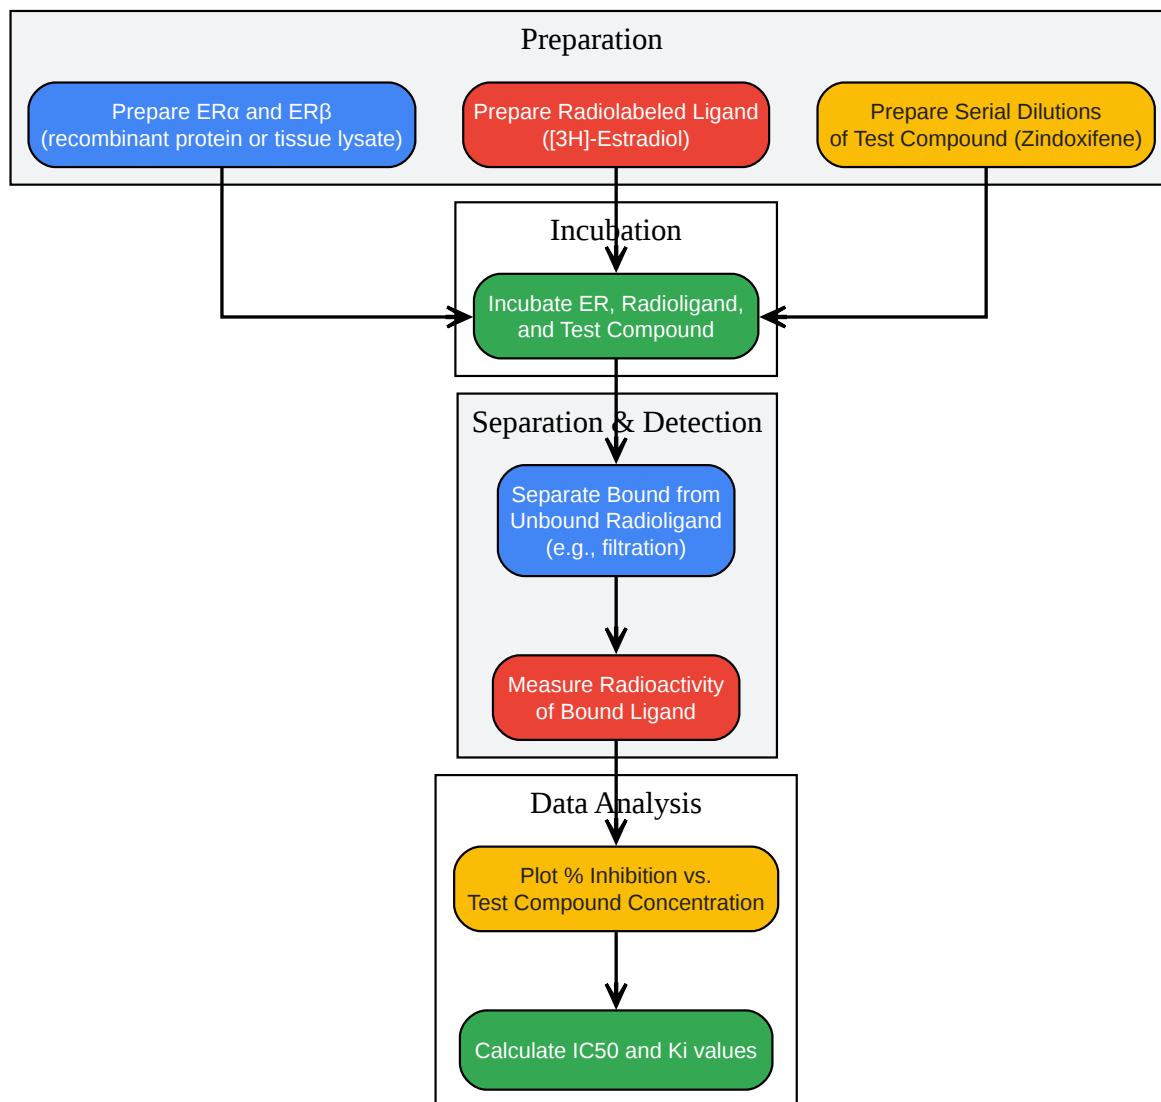 Preparation
Prepare ERα and ERβ
(recombinant protein or tissue lysate)
Prepare Radiolabeled Ligand
([3H]-Estradiol)
Prepare Serial Dilutions
of Test Compound (Zindoxifene)
Incubation
Incubate ER, Radioligand,
and Test Compound
Separation & Detection
Separate Bound from
Unbound Radioligand
(e.g., filtration)
Measure Radioactivity
of Bound Ligand
Data Analysis
Plot % Inhibition vs.
Test Compound Concentration
Calculate IC50 and Ki values